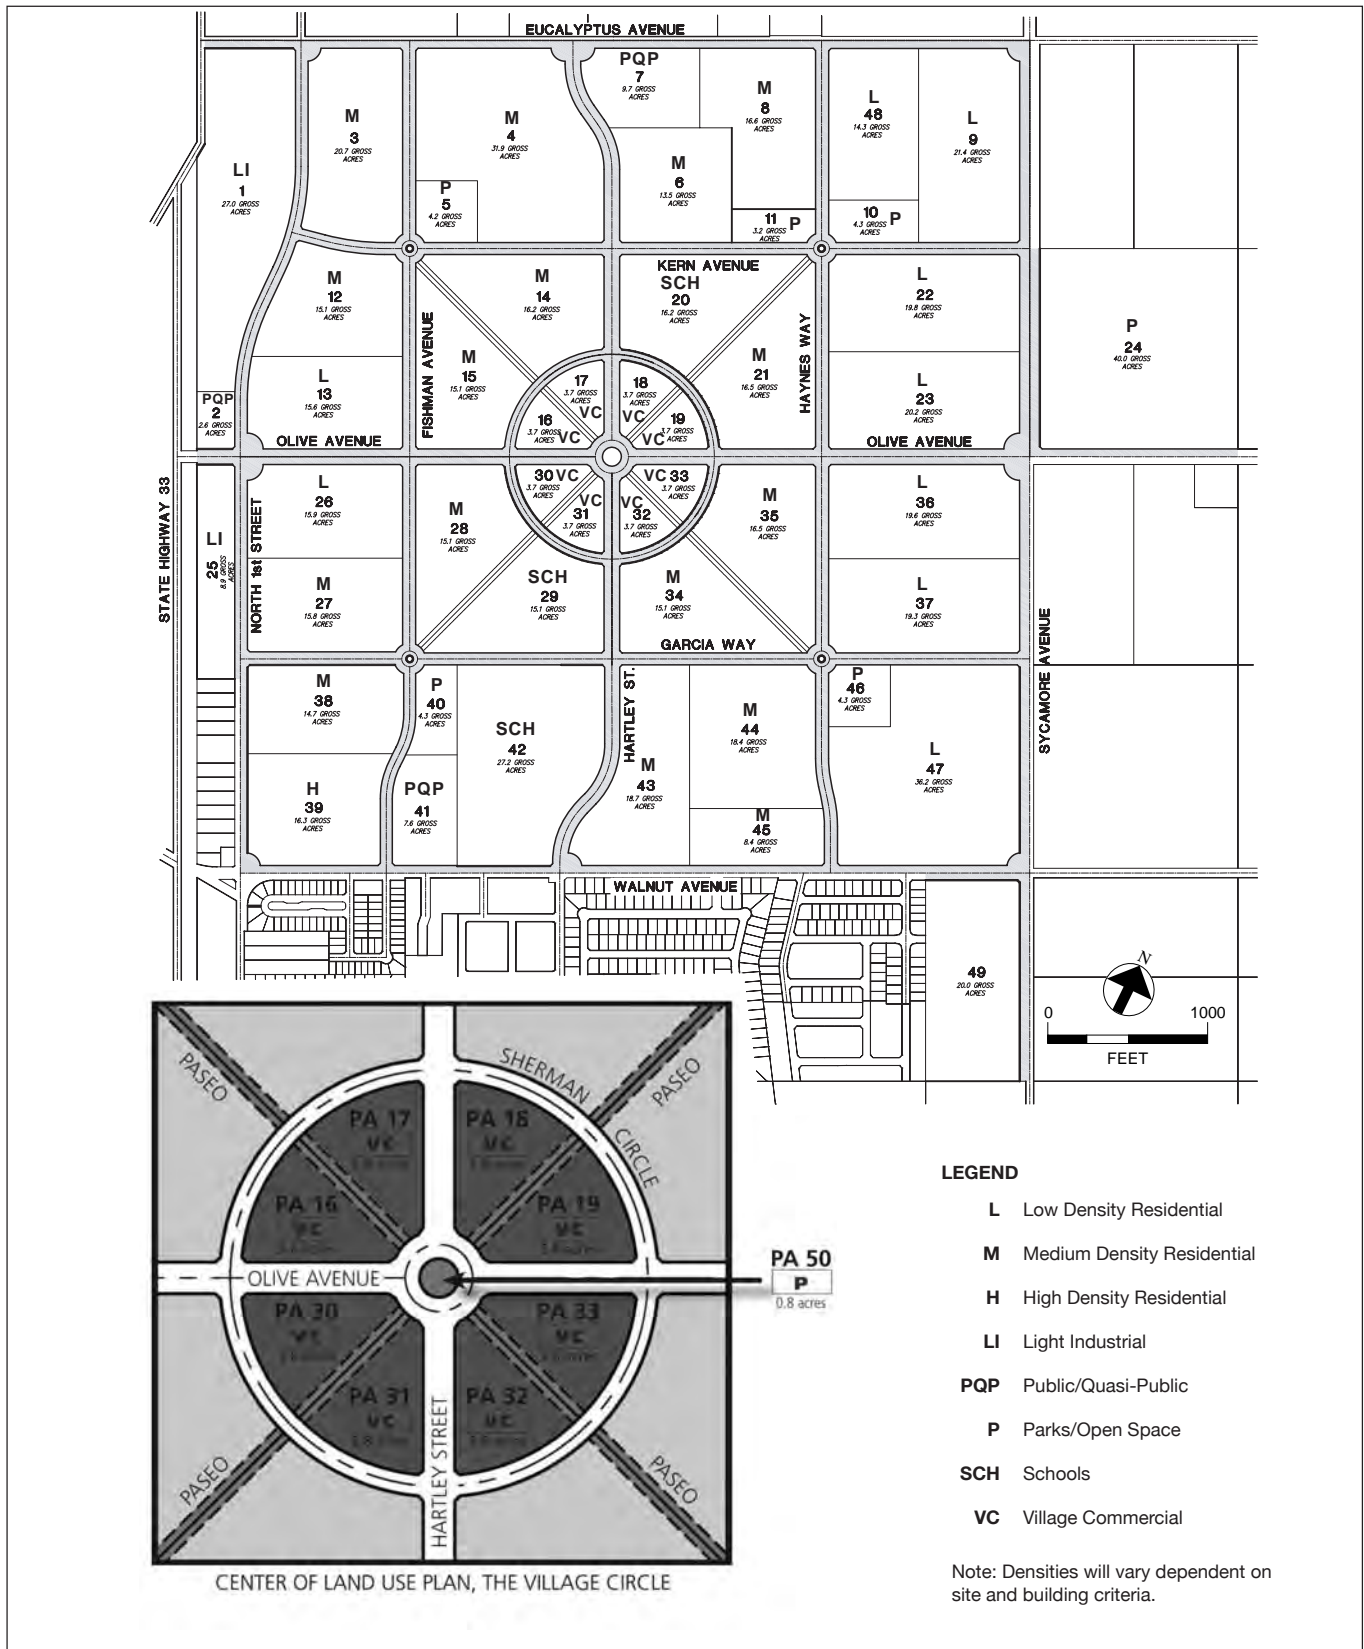 EUCALYPTUS AVENUE
LI
1
27.0 GROSS
ACRES
M
3
20.7 GROSS
ACRES
M
4
31.9 GROSS
ACRES
P
5
4.2 GROSS
ACRES
PQP
7
9.7 GROSS
ACRES
M
6
13.5 GROSS
ACRES
M
8
16.6 GROSS
ACRES
11 P
3.2 GROSS
ACRES
L
48
14.3 GROSS
ACRES
10 P
4.3 GROSS
ACRES
L
9
21.4 GROSS
ACRES
KERN AVENUE
M
12
15.1 GROSS
ACRES
L
13
15.6 GROSS
ACRES
PQP
2
2.6 GROSS
ACRES
OLIVE AVENUE
FISHMAN AVENUE
M
14
16.2 GROSS
ACRES
M
15
15.1 GROSS
ACRES
SCH
20
16.2 GROSS
ACRES
M
21
16.5 GROSS
ACRES
HAYNES WAY
17
3.7 GROSS
ACRES
VC
18
3.7 GROSS
ACRES
VC
16
3.7 GROSS
ACRES
VC
19
3.7 GROSS
ACRES
VC
L
22
19.8 GROSS
ACRES
L
23
20.2 GROSS
ACRES
OLIVE AVENUE
P
24
40.0 GROSS
ACRES
STATE HIGHWAY 33
LI
25
8.9 GROSS
ACRES
NORTH 1st STREET
L
26
15.9 GROSS
ACRES
M
27
15.8 GROSS
ACRES
M
28
15.1 GROSS
ACRES
SCH
29
15.1 GROSS
ACRES
30 VC
3.7 GROSS
ACRES
VC
31
3.7 GROSS
ACRES
VC 33
3.7 GROSS
ACRES
VC
32
3.7 GROSS
ACRES
M
34
15.1 GROSS
ACRES
M
35
16.5 GROSS
ACRES
GARCIA WAY
L
36
19.6 GROSS
ACRES
L
37
19.3 GROSS
ACRES
SYCAMORE AVENUE
M
38
14.7 GROSS
ACRES
H
39
16.3 GROSS
ACRES
P
40
4.3 GROSS
ACRES
PQP
41
7.6 GROSS
ACRES
SCH
42
27.2 GROSS
ACRES
HARTLEY ST.
M
43
18.7 GROSS
ACRES
M
44
18.4 GROSS
ACRES
M
45
8.4 GROSS
ACRES
P
46
4.3 GROSS
ACRES
L
47
36.2 GROSS
ACRES
WALNUT AVENUE
49
20.0 GROSS
ACRES
N
0 1000
FEET
PASEO
SHERMAN
CIRCLE
PASEO
PA 17
VC
PA 18
VC
PA 16
VC
PA 19
VC
OLIVE AVENUE
PA 50
P
0.8 acres
PA 30
VC
PA 33
VC
PA 31
VC
PA 32
VC
HARTLEY STREET
PASEO
PASEO
CENTER OF LAND USE PLAN, THE VILLAGE CIRCLE
LEGEND
L Low Density Residential
M Medium Density Residential
H High Density Residential
LI Light Industrial
PQP Public/Quasi-Public
P Parks/Open Space
SCH Schools
VC Village Commercial
Note: Densities will vary dependent on
site and building criteria.